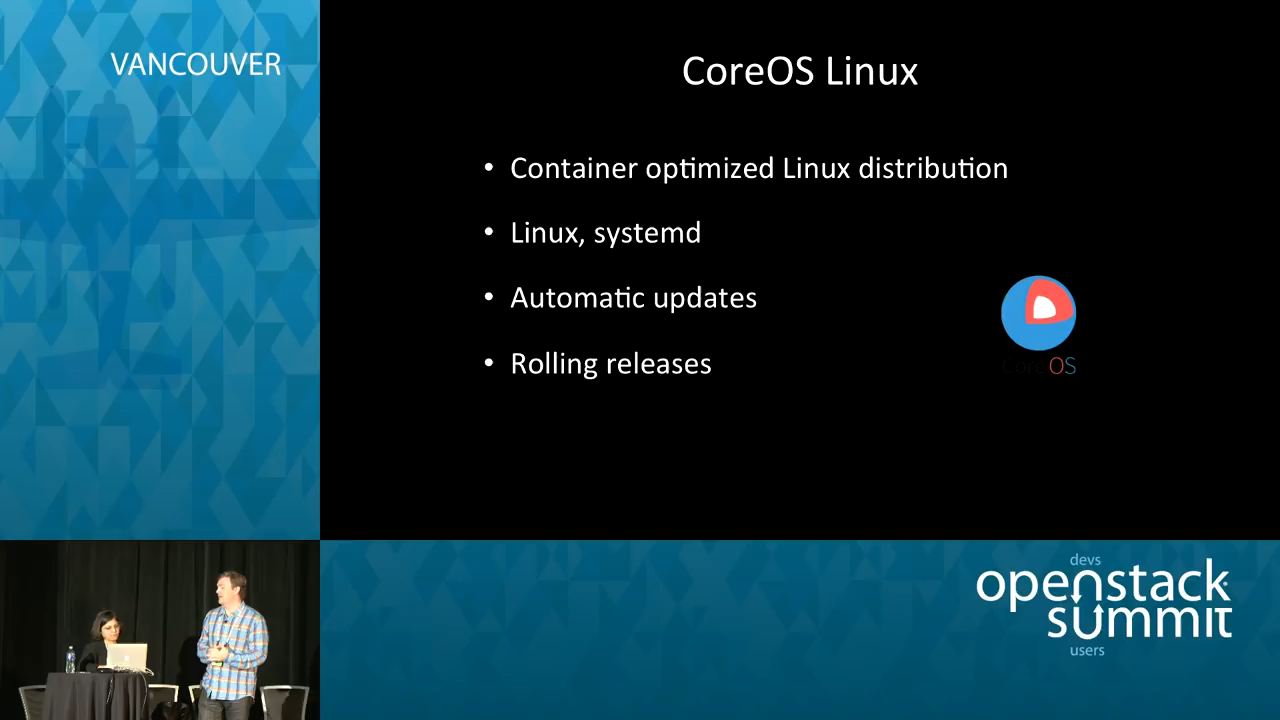 VANCOUVER
CoreOS Linux
• Container optimized Linux distribution
• Linux, systemd
• Automatic updates
• Rolling releases
CoreOS
devs
openstack
summit
users